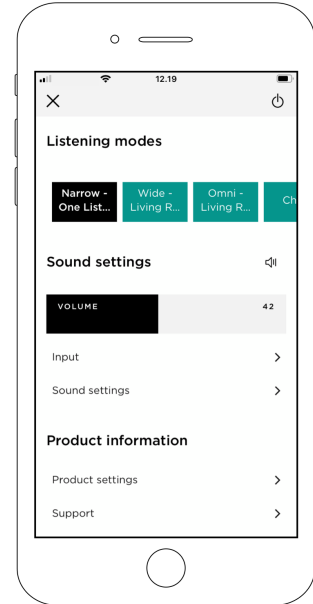 12.19
Listening modes
Narrow - Wide - Omni - Ch
One List... Living R... Living R...
Sound settings
VOLUME 42
Input
Sound settings
Product information
Product settings
Support